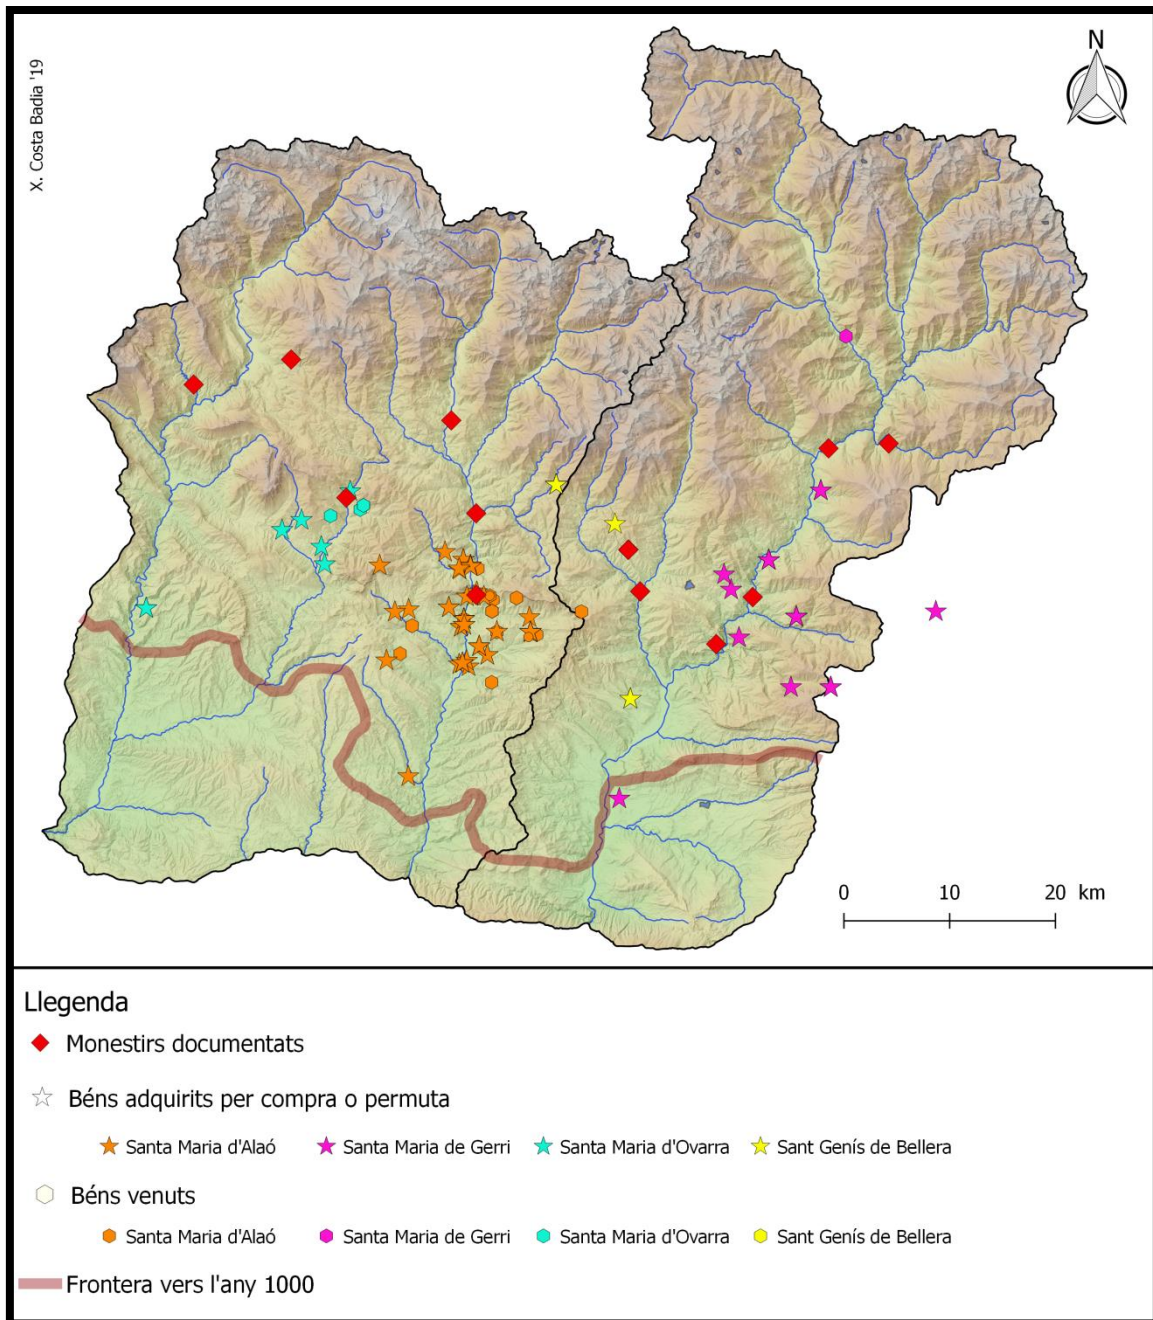 X. Costa Badia '19
N
0 10 20 km
Llegenda
Monestirs documentats
Béns adquirits per compra o permuta
Santa Maria d'Alaó Santa Maria de Gerri Santa Maria d'Ovarra Sant Genís de Bellera
Béns venuts
Santa Maria d'Alaó Santa Maria de Gerri Santa Maria d'Ovarra Sant Genís de Bellera
Frontera vers l'any 1000